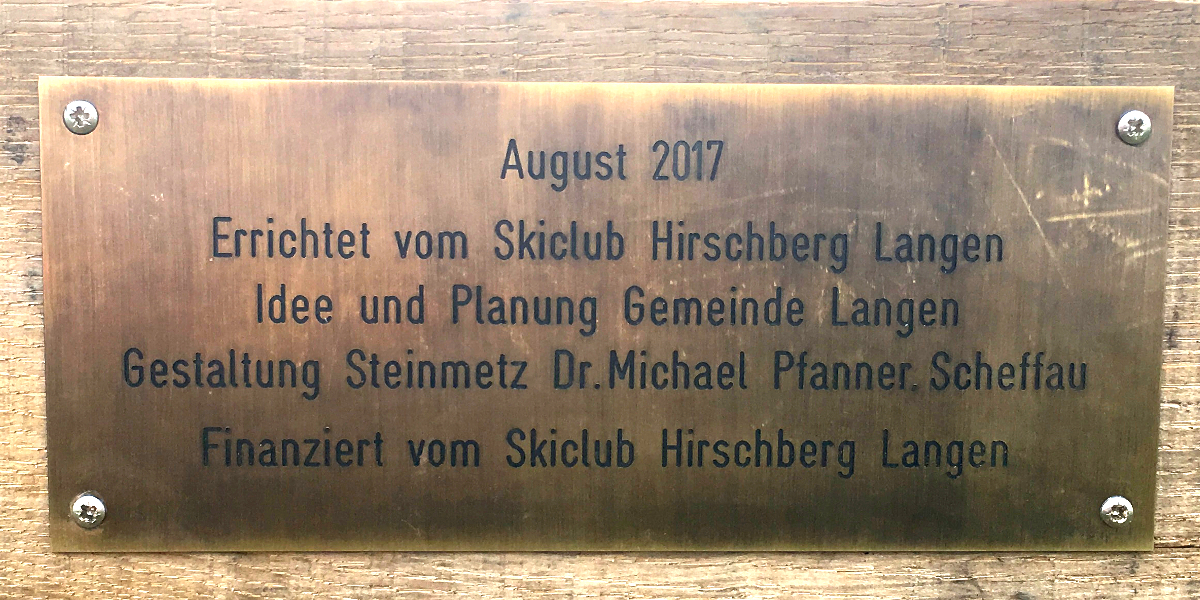 August 2017
Errichtet vom Skiclub Hirschberg Langen
Idee und Planung Gemeinde Langen
Gestaltung Steinmetz Dr. Michael Pfanner. Scheffau
Finanziert vom Skiclub Hirschberg Langen